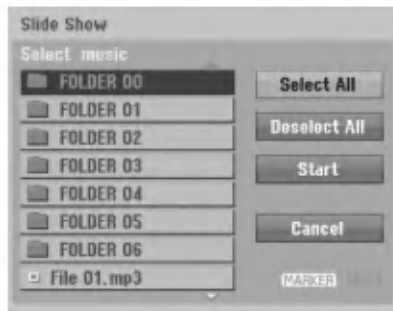 Slide Show
Select music
FOLDER 00
FOLDER 01
FOLDER 02
FOLDER 03
FOLDER 04
FOLDER 05
FOLDER 06
File 01.mp3
Select All
Deselect All
Start
Cancel
MARKER